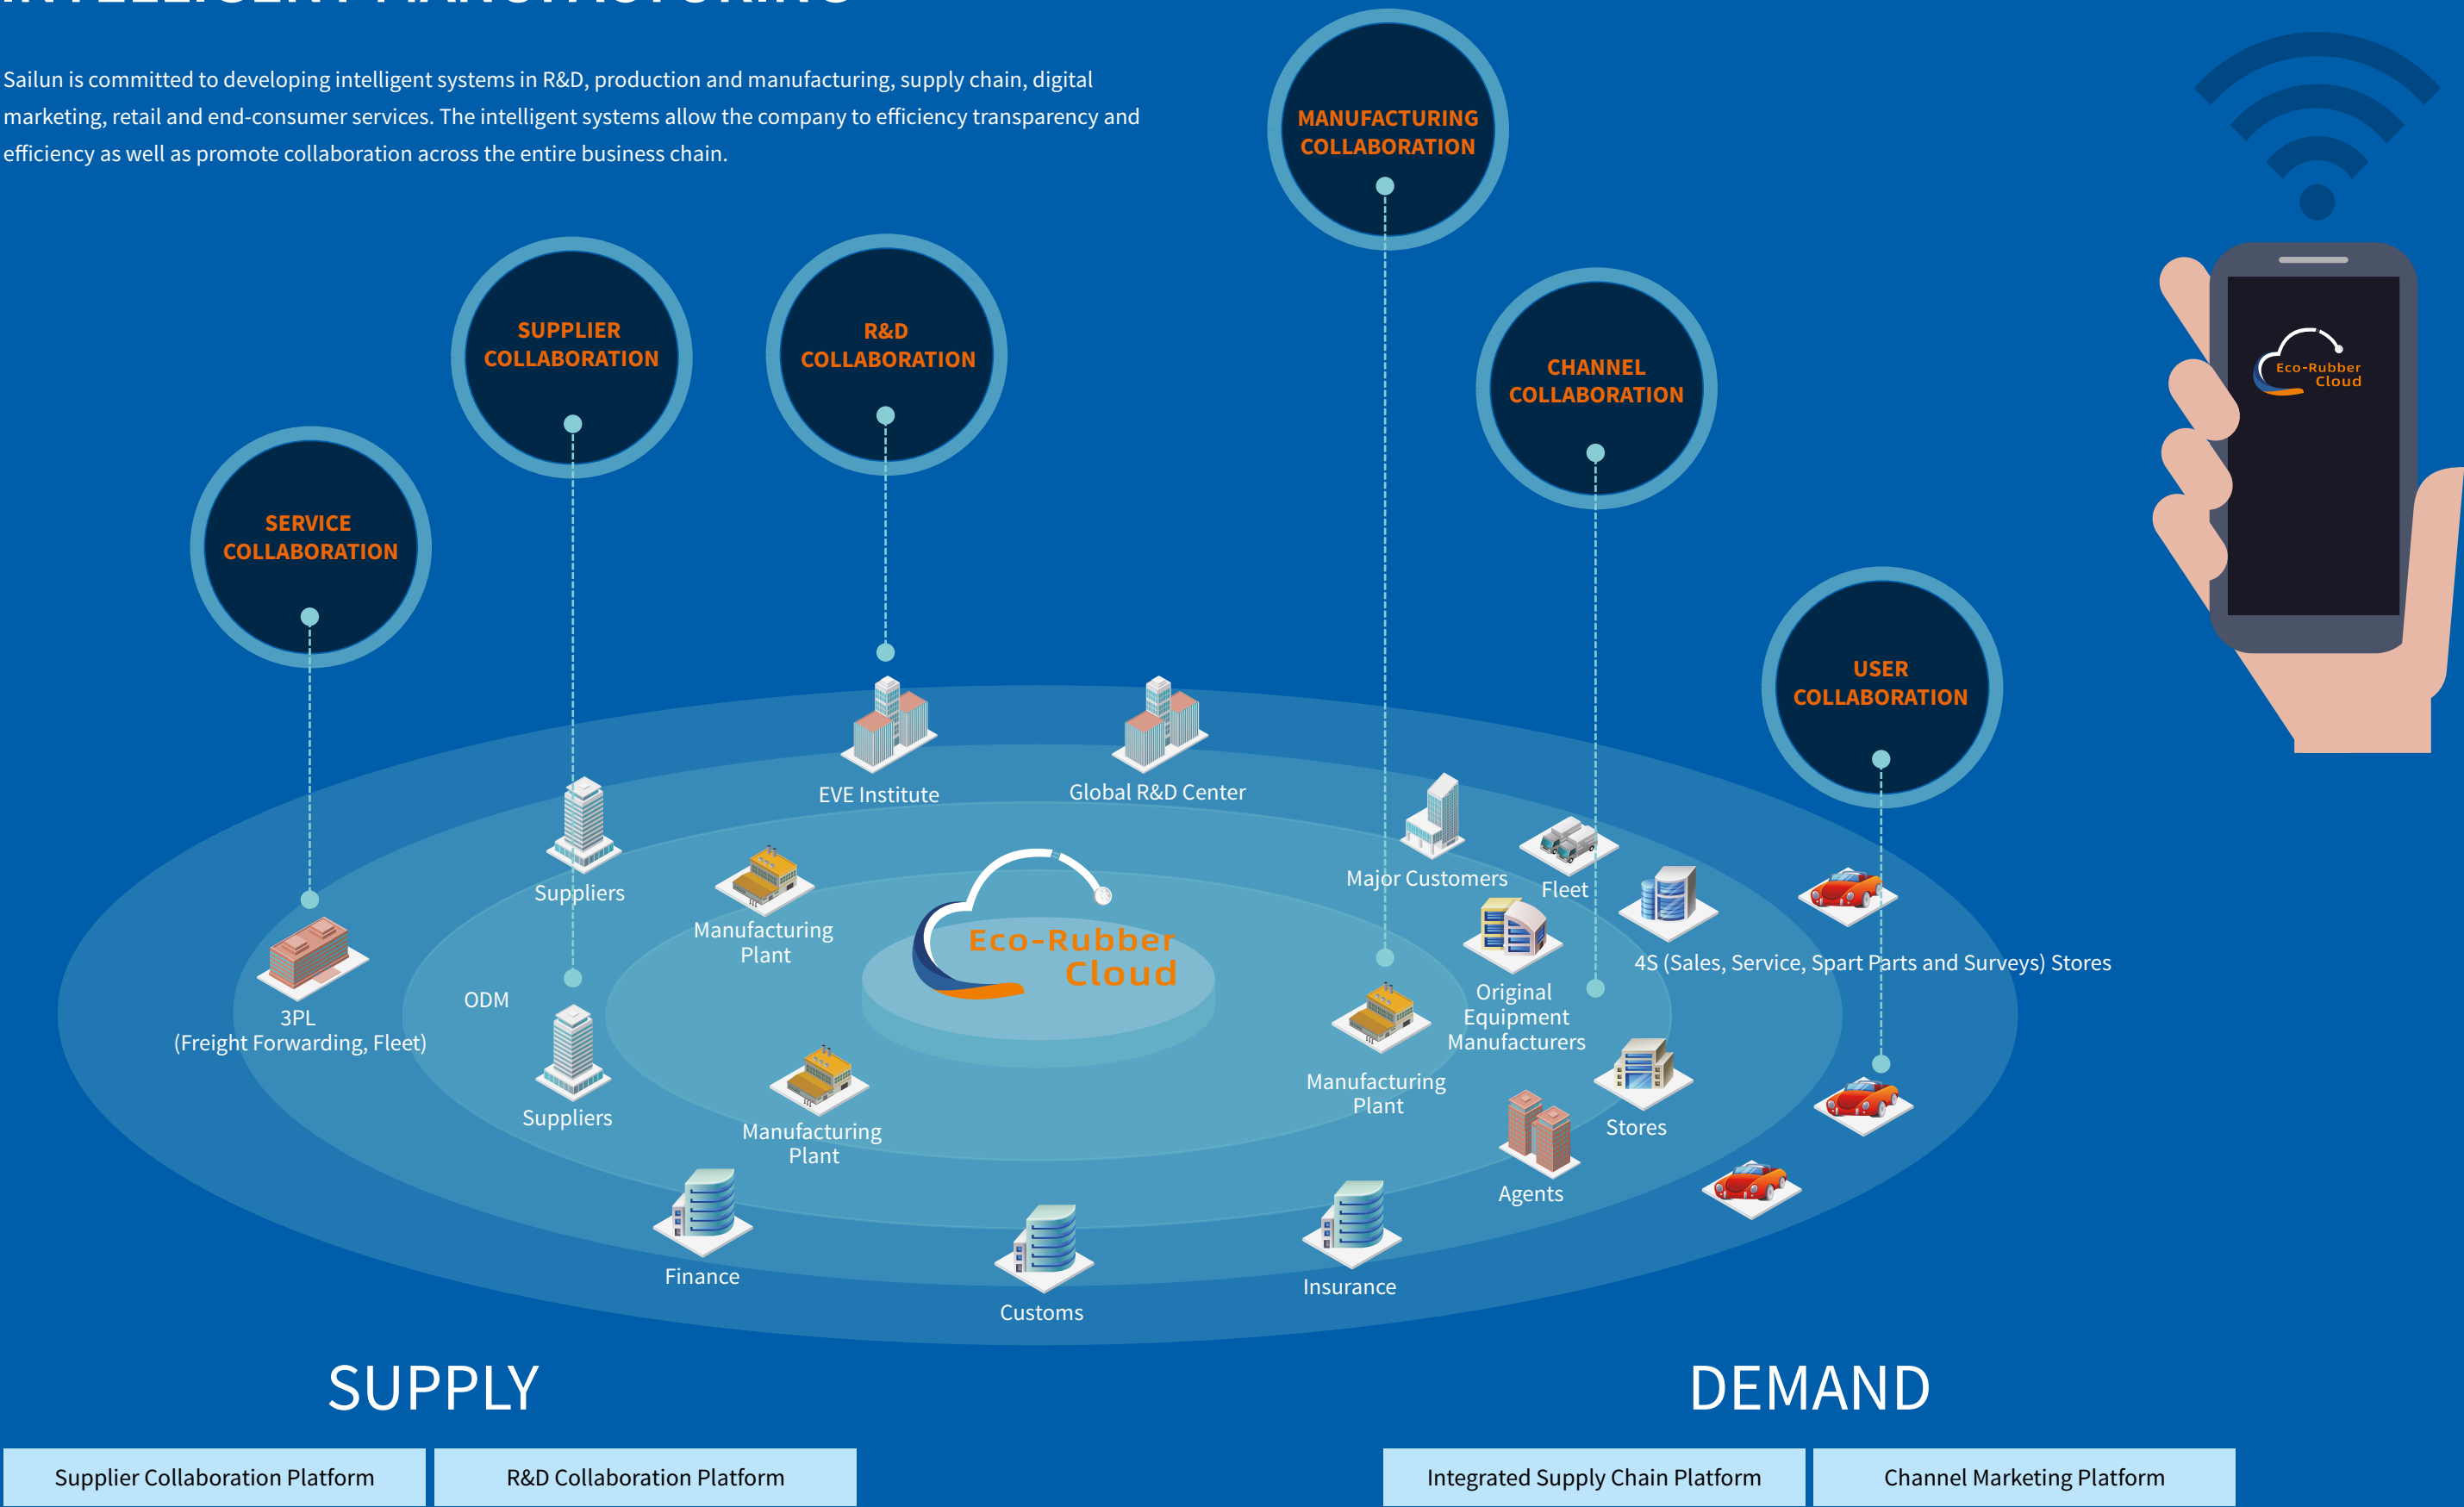 INTELLIGENT MANUFACTURING
Sailun is committed to developing intelligent systems in R&D, production and manufacturing, supply chain, digital
marketing, retail and end-consumer services. The intelligent systems allow the company to efficiency transparency and
efficiency as well as promote collaboration across the entire business chain.
MANUFACTURING
COLLABORATION
SUPPLIER
COLLABORATION
R&D
COLLABORATION
CHANNEL
COLLABORATION
Eco-Rubber
Cloud
SERVICE
COLLABORATION
USER
COLLABORATION
EVE Institute
Global R&D Center
Suppliers
Major Customers
Fleet
Manufacturing
Plant
Eco-Rubber
Cloud
4S (Sales, Service, Spart Parts and Surveys) Stores
ODM
3PL
(Freight Forwarding, Fleet)
Original
Equipment
Manufacturers
Suppliers
Manufacturing
Plant
Manufacturing
Plant
Stores
Agents
Finance
Customs
Insurance
SUPPLY
DEMAND
Supplier Collaboration Platform
R&D Collaboration Platform
Integrated Supply Chain Platform
Channel Marketing Platform